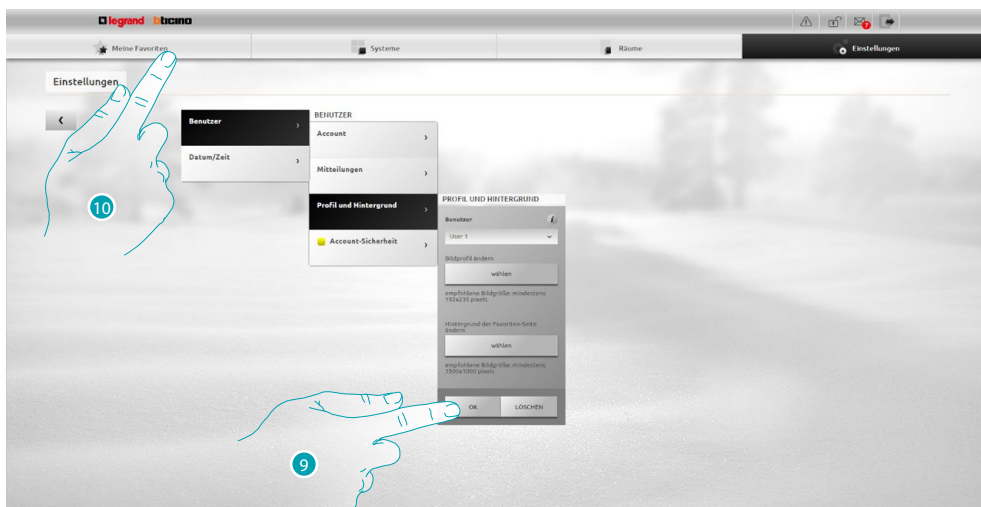 legrand bticino
7
Meine Favoriten
Systeme
Räume
Einstellungen
Einstellungen
Benutzer
Datum/Zeit
BENUTZER
Account
Mitteilungen
Profil und Hintergrund
Account-Sicherheit
PROFIL UND HINTERGRUND
Benutzer
User 1
Bildprofil ändern
wählen
empfohlene Bildgröße: mindestens
192x235 pixels
Hintergrund der Favoriten-Seite
ändern
wählen
empfohlene Bildgröße: mindestens
1500x1000 pixels
OK
LÖSCHEN
10
9